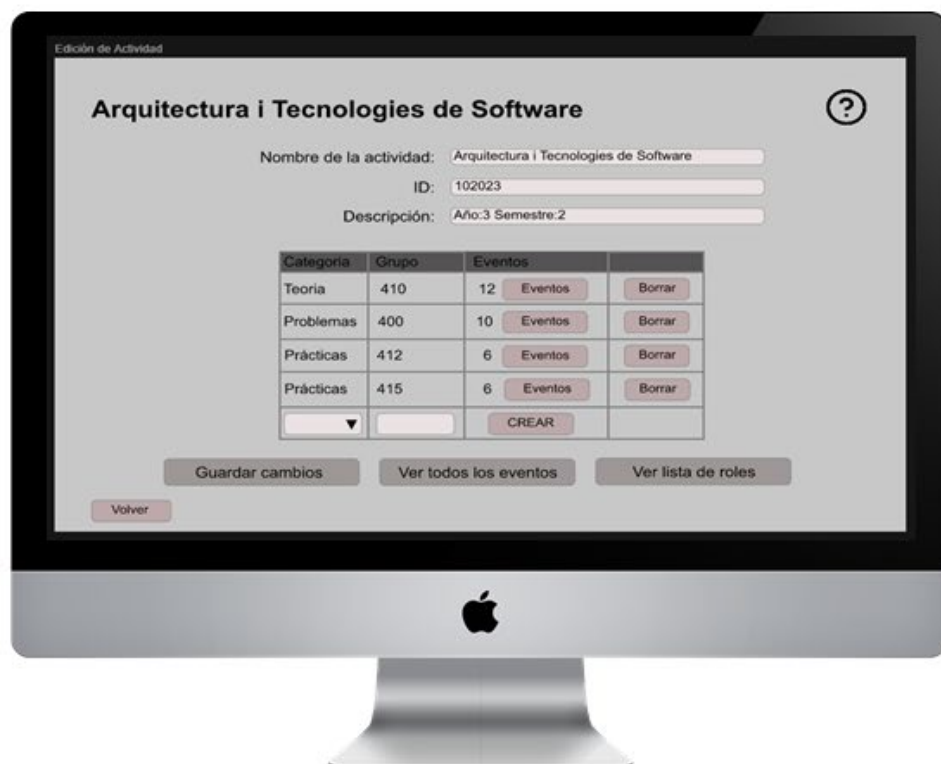 Edición de Actividad
Arquitectura i Tecnologies de Software
?
Nombre de la actividad: Arquitectura i Tecnologies de Software
ID: 102023
Descripción: Año:3 Semestre:2
Categoria Grupo Eventos
Teoria 410 12 Eventos Borrar
Problemas 400 10 Eventos Borrar
Prácticas 412 6 Eventos Borrar
Prácticas 415 6 Eventos Borrar
CREAR
Guardar cambios Ver todos los eventos Ver lista de roles
Volver